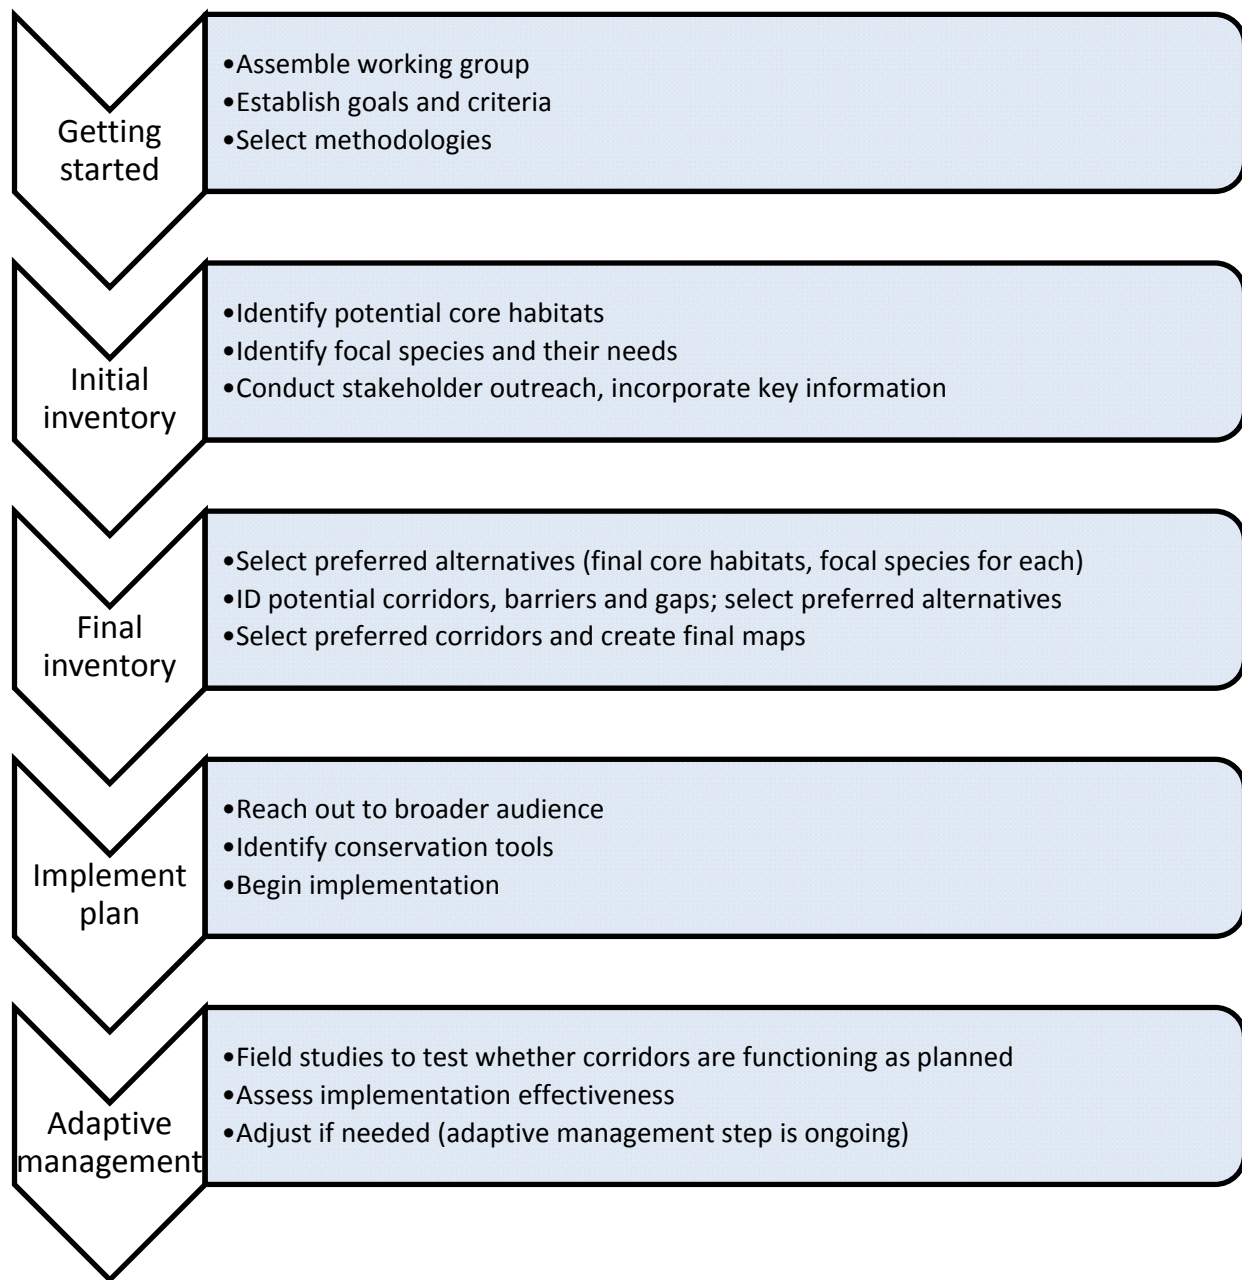 Getting
started
•Assemble working group
•Establish goals and criteria
•Select methodologies
Initial
inventory
•Identify potential core habitats
•Identify focal species and their needs
•Conduct stakeholder outreach, incorporate key information
Final
inventory
•Select preferred alternatives (final core habitats, focal species for each)
•ID potential corridors, barriers and gaps; select preferred alternatives
•Select preferred corridors and create final maps
Implement
plan
•Reach out to broader audience
•Identify conservation tools
•Begin implementation
Adaptive
management
•Field studies to test whether corridors are functioning as planned
•Assess implementation effectiveness
•Adjust if needed (adaptive management step is ongoing)